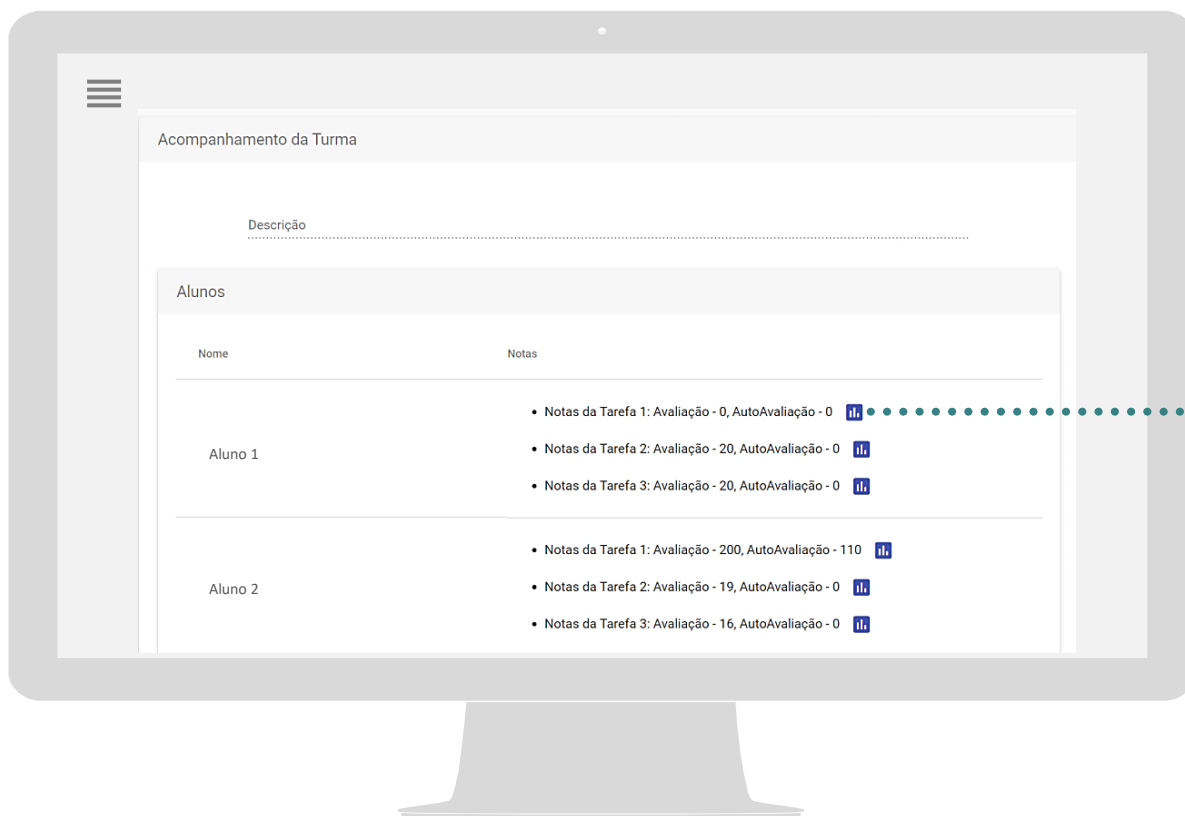 Acompanhamento da Turma
Descrição
Alunos
Nome Notas
• Notas da Tarefa 1: Avaliação - 0, AutoAvaliação - 0
Aluno 1
• Notas da Tarefa 2: Avaliação - 20, AutoAvaliação - 0
• Notas da Tarefa 3: Avaliação - 20, AutoAvaliação - 0
• Notas da Tarefa 1: Avaliação - 200, AutoAvaliação - 110
Aluno 2
• Notas da Tarefa 2: Avaliação - 19, AutoAvaliação - 0
• Notas da Tarefa 3: Avaliação - 16, AutoAvaliação - 0